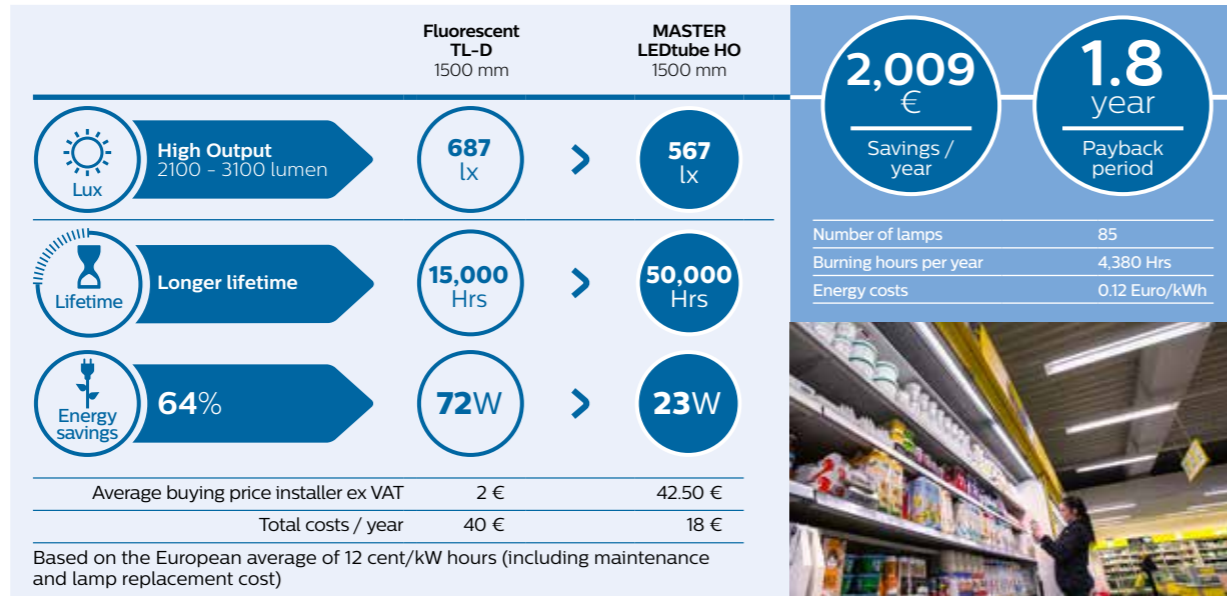 Fluorescent
TL-D
1500 mm
MASTER
LEDtube HO
1500 mm
Lux
High Output
2100 - 3100 lumen
687
lx
>
567
lx
Lifetime
Longer lifetime
15,000
Hrs
>
50,000
Hrs
Energy
savings
64%
72W
>
23W
Average buying price installer ex VAT 2 € 42.50 €
Total costs / year 40 € 18 €
Based on the European average of 12 cent/kW hours (including maintenance
and lamp replacement cost)
2,009
€
Savings /
year
1.8
year
Payback
period
Number of lamps 85
Burning hours per year 4,380 Hrs
Energy costs 0.12 Euro/kWh